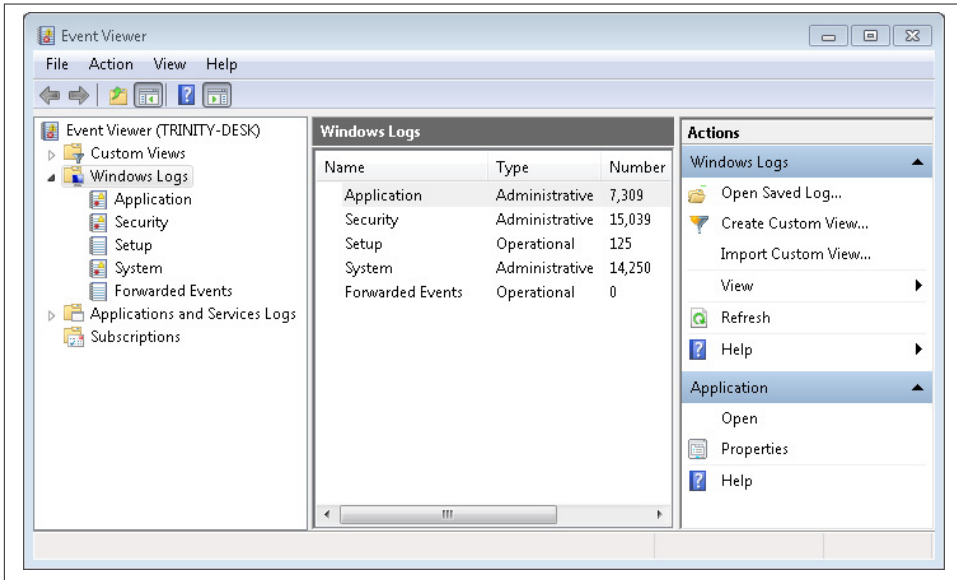 Event Viewer
File Action View Help
Event Viewer (TRINITY-DESK)
Custom Views
Windows Logs
Application
Security
Setup
System
Forwarded Events
Applications and Services Logs
Subscriptions
Windows Logs
Name Type Number
Application Administrative 7,309
Security Administrative 15,039
Setup Operational 125
System Administrative 14,250
Forwarded Events Operational 0
Actions
Windows Logs
Open Saved Log...
Create Custom View...
Import Custom View...
View
Refresh
Help
Application
Open
Properties
Help